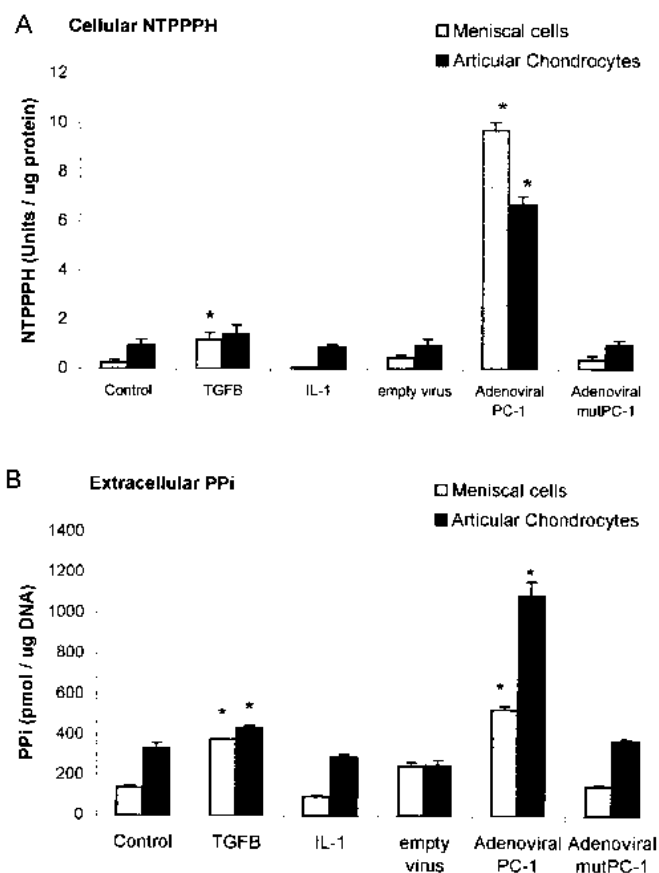 A Cellular NTPPPH
Meniscal cells
Articular Chondrocytes
NTPPPH (Units / ug protein)
12
10
8
6
4
2
0
* * *
Control TGFB IL-1 empty virus Adenoviral PC-1 Adenoviral mutPC-1
B Extracellular PPi
Meniscal cells
Articular Chondrocytes
PPi (pmol / ug DNA)
1400
1200
1000
800
600
400
200
0
* * * *
Control TGFB IL-1 empty virus Adenoviral PC-1 Adenoviral mutPC-1